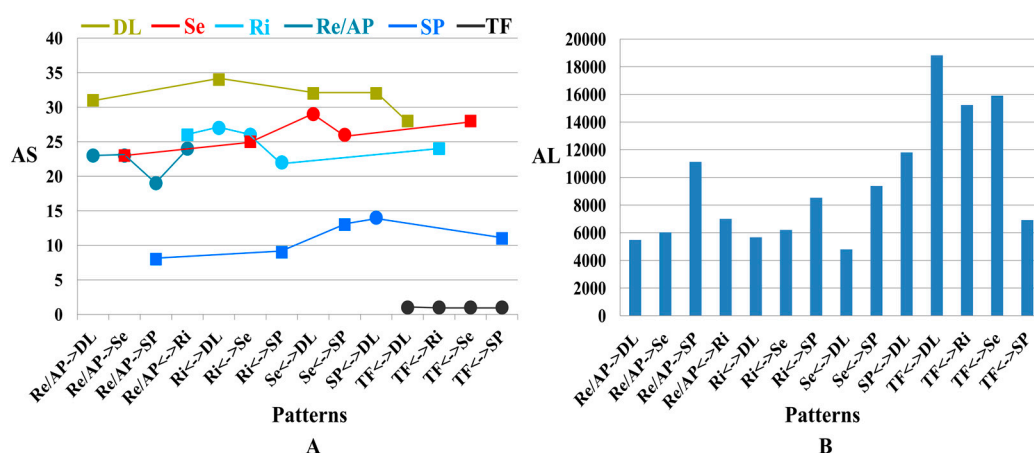 DL Se Ri Re/AP SP TF
40
35
30
25
20
15
10
5
0
AS
Re/AP->DL
Re/AP->Se
Re/AP->SP
Re/AP<->Ri
Ri<->DL
Ri<->Se
Ri<->SP
Se<->DL
Se<->SP
SP<->DL
TF<->DL
TF<->Ri
TF<->Se
TF<->SP
Patterns
A
20000
18000
16000
14000
12000
10000
8000
6000
4000
2000
0
AL
Re/AP->DL
Re/AP->Se
Re/AP->SP
Re/AP<->Ri
Ri<->DL
Ri<->Se
Ri<->SP
Se<->DL
Se<->SP
SP<->DL
TF<->DL
TF<->Ri
TF<->Se
TF<->SP
Patterns
B